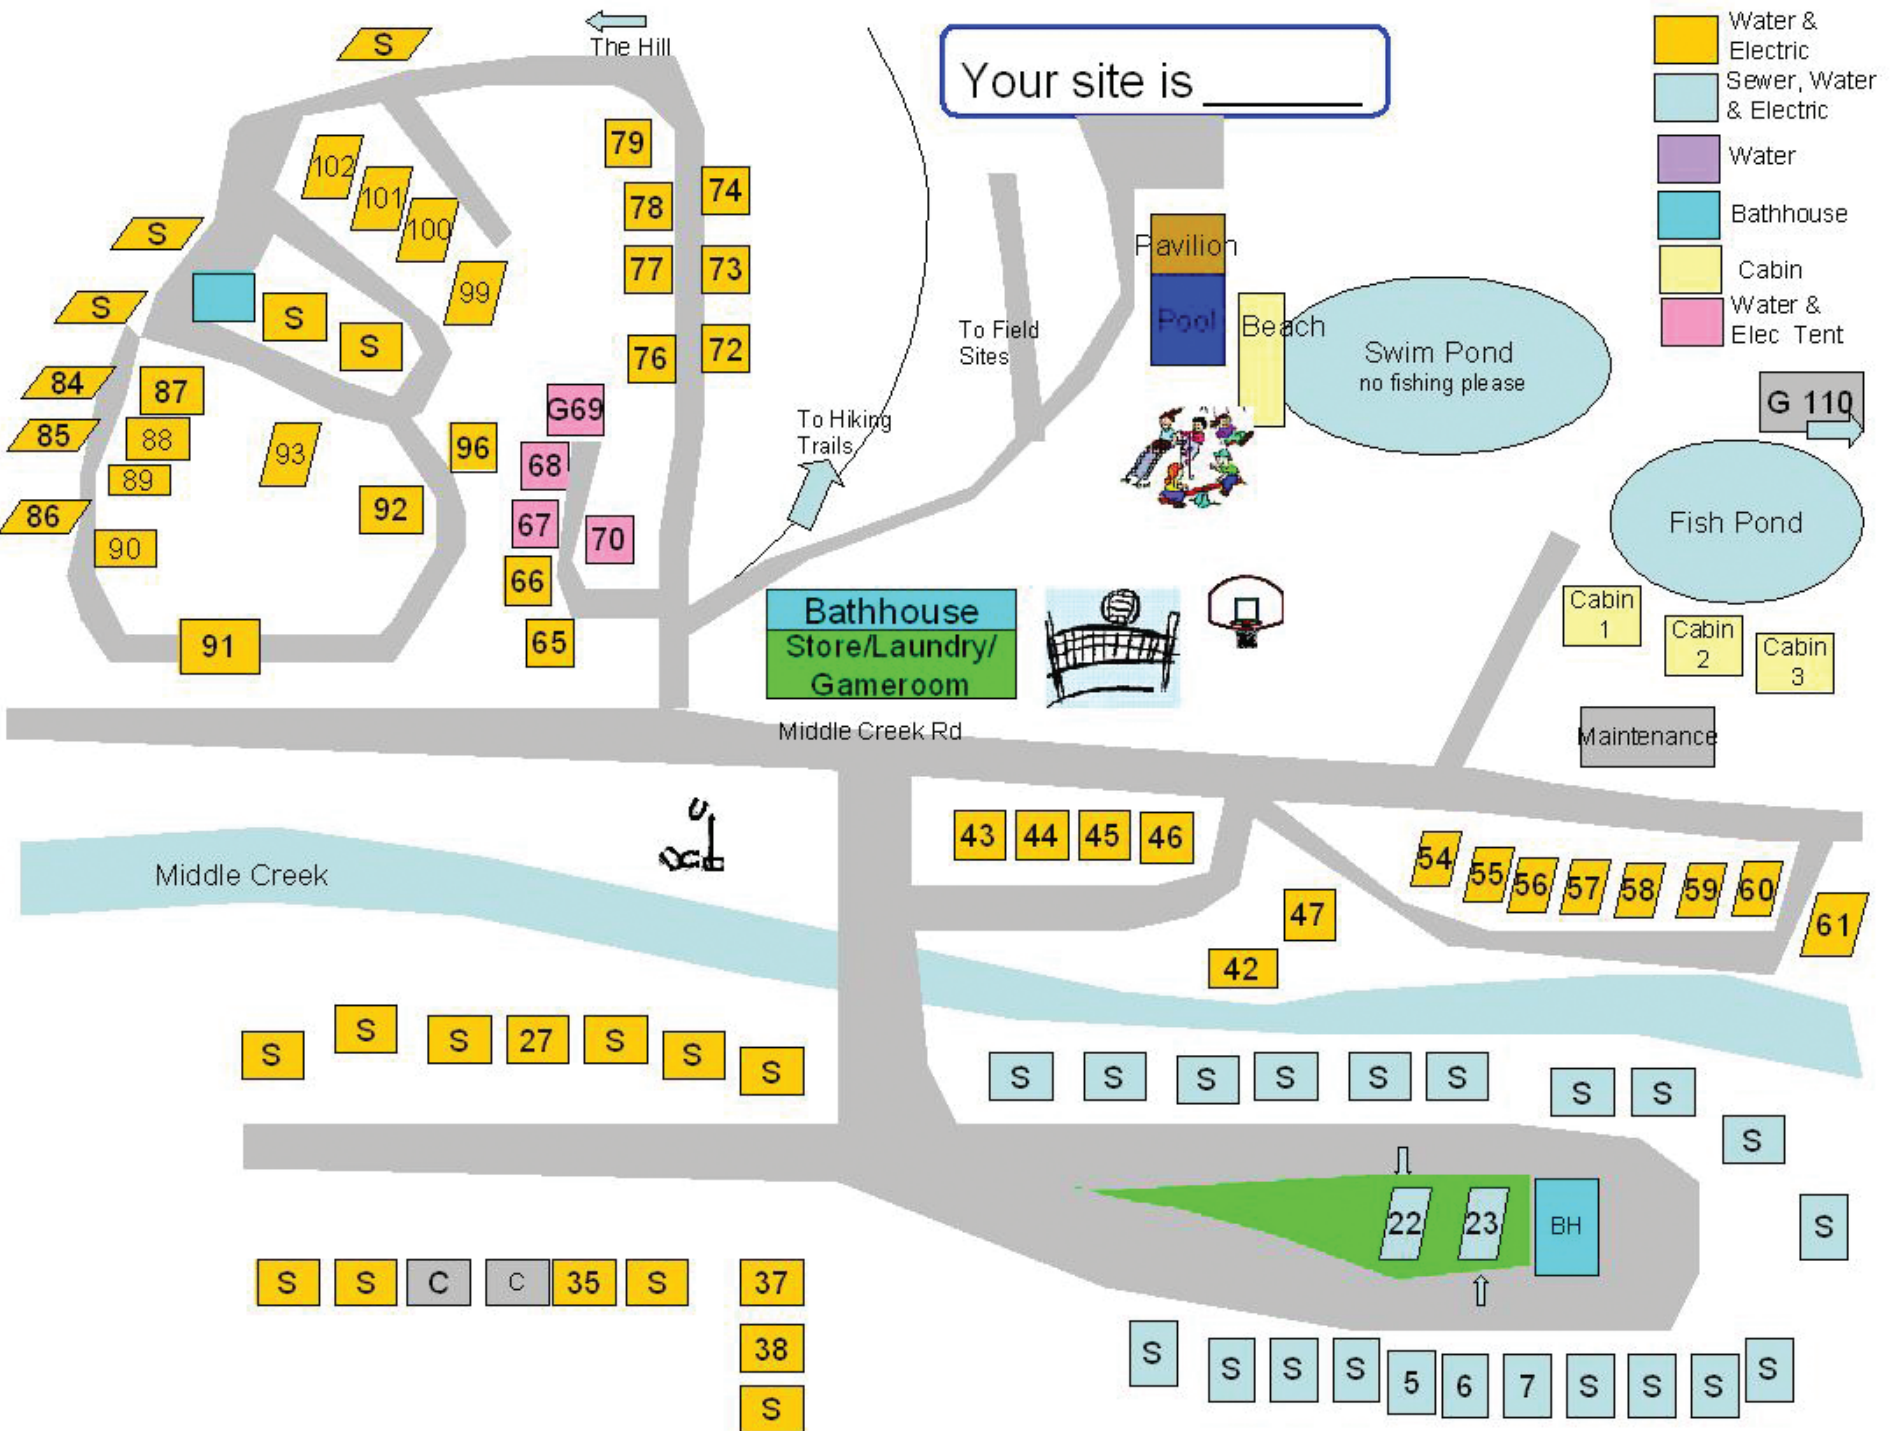 The Hill
S
Your site is ______
Water &
Electric
Sewer, Water
& Electric
Water
Bathhouse
Cabin
Water &
Elec Tent
79
102
101
100
99
78
74
77
73
76
72
S
S
S
S
84
87
85
88
93
89
86
90
92
96
91
G69
68
67
70
66
65
To Hiking
Trails
To Field
Sites
Pavilion
Pool
Beach
Swim Pond
no fishing please
G 110
Fish Pond
Cabin
1
Cabin
2
Cabin
3
Maintenance
Bathhouse
Store/Laundry/
Gameroom
Middle Creek Rd
Middle Creek
43
44
45
46
47
42
54
55
56
57
58
59
60
61
S
S
S
27
S
S
S
S
S
S
S
S
S
S
S
S
S
22
23
BH
S
S
C
C
35
S
37
38
S
S
S
S
S
5
6
7
S
S
S
S